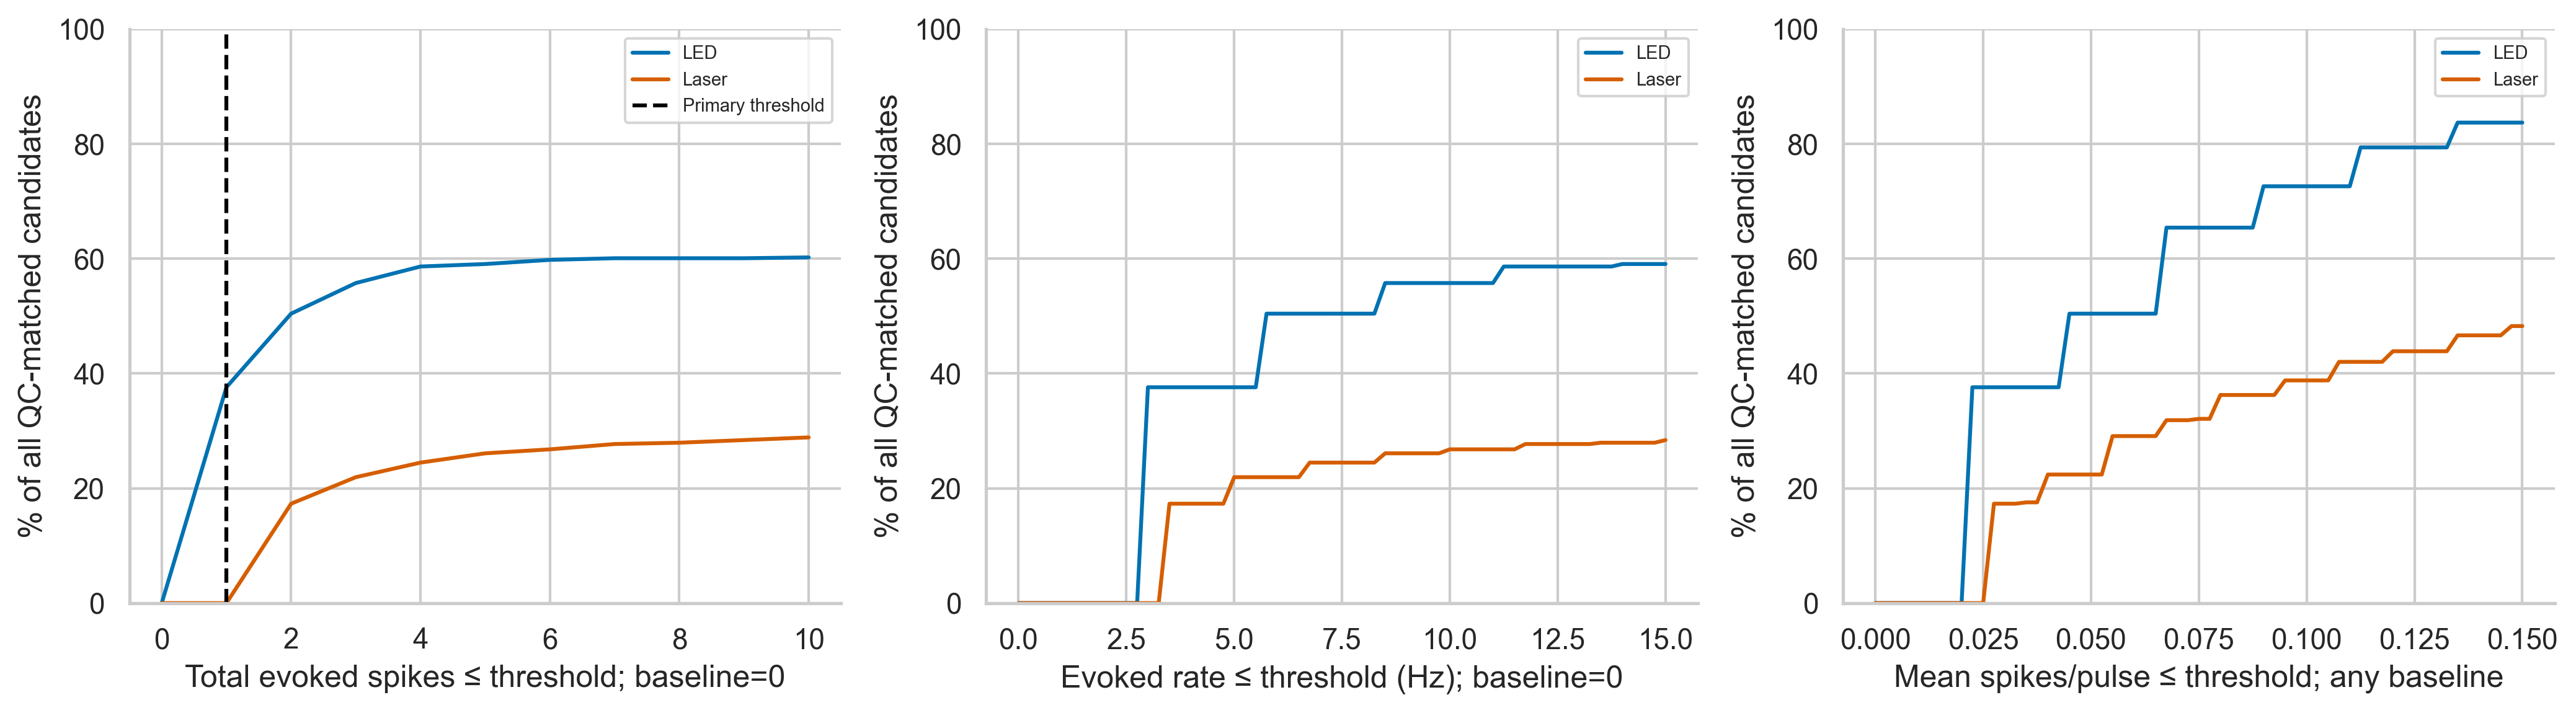 % of all QC-matched candidates
100
80
60
40
20
0
0 2 4 6 8 10
Total evoked spikes ≤ threshold; baseline=0
LED
Laser
Primary threshold
% of all QC-matched candidates
100
80
60
40
20
0
0.0 2.5 5.0 7.5 10.0 12.5 15.0
Evoked rate ≤ threshold (Hz); baseline=0
LED
Laser
% of all QC-matched candidates
100
80
60
40
20
0
0.000 0.025 0.050 0.075 0.100 0.125 0.150
Mean spikes/pulse ≤ threshold; any baseline
LED
Laser